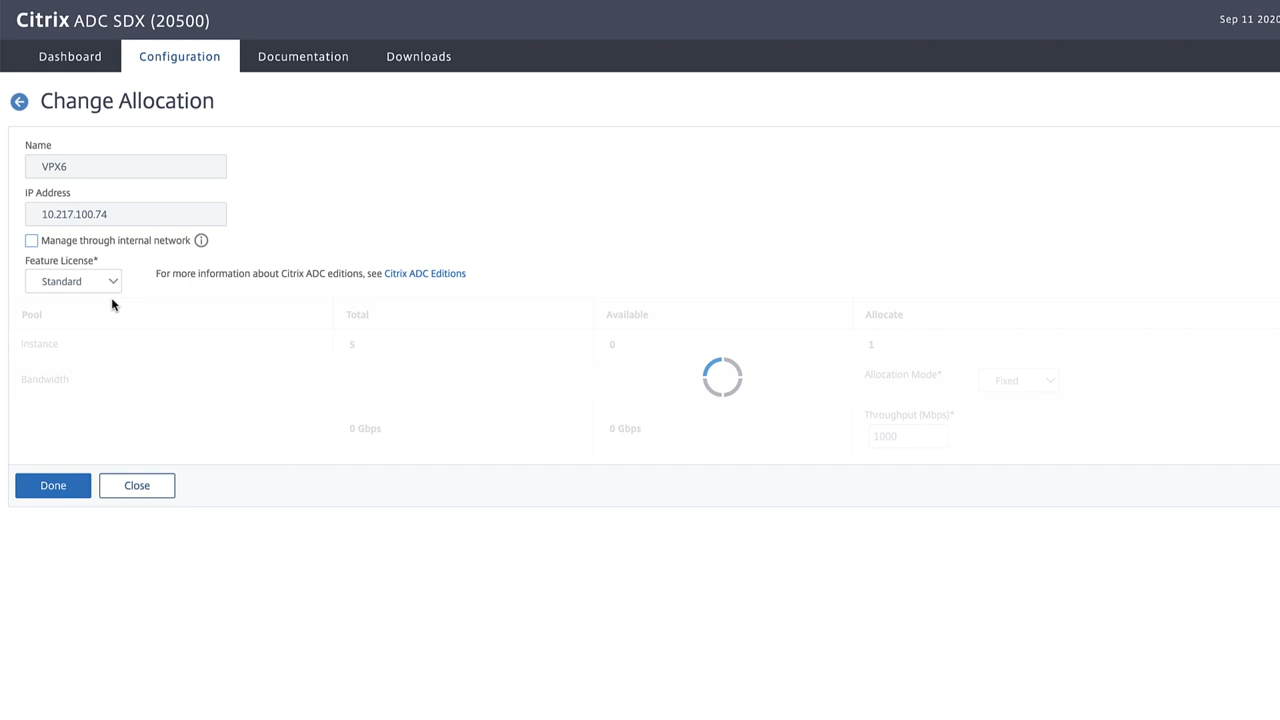 Citrix ADC SDX (20500)
Sep 11 2020
Dashboard Configuration Documentation Downloads
Change Allocation
Name
VPX6
IP Address
10.217.100.74
Manage through internal network
Feature License*
Standard
For more information about Citrix ADC editions, see Citrix ADC Editions
Pool Total Available Allocate
Instance 5 0 1
Bandwidth
Allocation Mode* Fixed
Throughput (Mbps)*
0 Gbps 0 Gbps
1000
Done Close